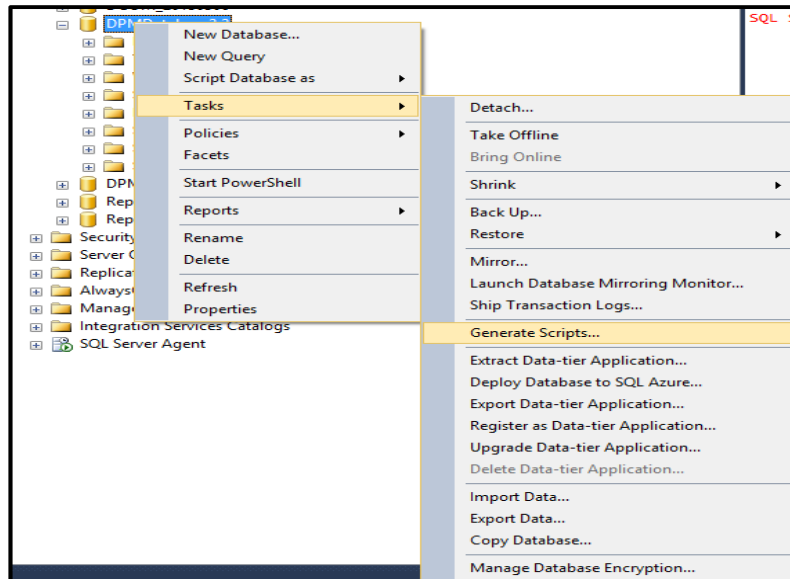 SQL
New Database...
New Query
Script Database as
Tasks
Policies
Facets
Start PowerShell
Reports
Rename
Delete
Refresh
Properties
Security
Integration Services Catalogs
SQL Server Agent
Detach...
Take Offline
Bring Online
Shrink
Back Up...
Restore
Mirror...
Launch Database Mirroring Monitor...
Ship Transaction Logs...
Generate Scripts...
Extract Data-tier Application...
Deploy Database to SQL Azure...
Export Data-tier Application...
Register as Data-tier Application...
Upgrade Data-tier Application...
Delete Data-tier Application...
Import Data...
Export Data...
Copy Database...
Manage Database Encryption...